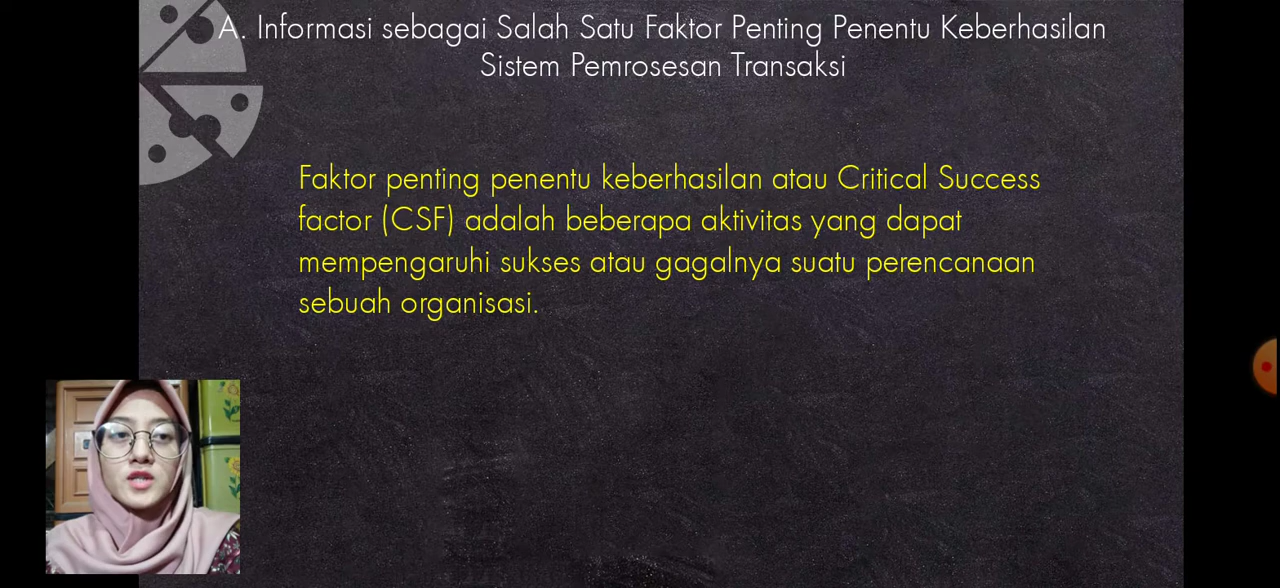 A. Informasi sebagai Salah Satu Faktor Penting Penentu Keberhasilan
Sistem Pemrosesan Transaksi
Faktor penting penentu keberhasilan atau Critical Success
factor (CSF) adalah beberapa aktivitas yang dapat
mempengaruhi sukses atau gagalnya suatu perencanaan
sebuah organisasi.